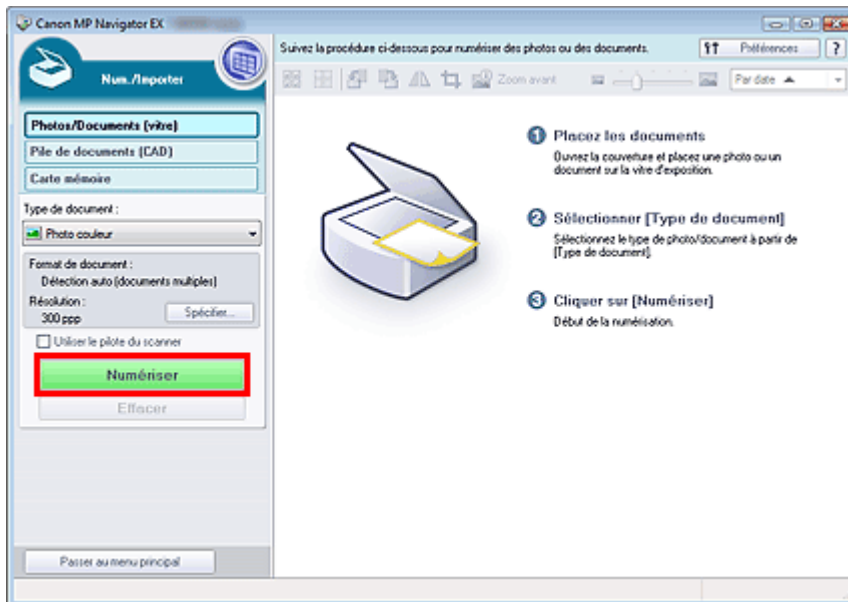 Canon MP Navigator EX
Num./Importer
Photos/Documents (vitre)
Pile de documents (CAD)
Carte mémoire
Type de document :
Photo couleur
Format de document :
Détection auto (documents multiples)
Résolution :
300 ppp
Spécifier...
Utiliser le pilote du scanner
Numériser
Effacer
Passer au menu principal
Suivez la procédure ci-dessous pour numériser des photos ou des documents.
Préférences
?
Zoom avant
Par date
1 Placez les documents
Ouvrez la couverture et placez une photo ou un
document sur la vitre d'exposition.
2 Sélectionner [Type de document]
Sélectionnez le type de photo/document à partir de
[Type de document].
3 Cliquer sur [Numériser]
Début de la numérisation.